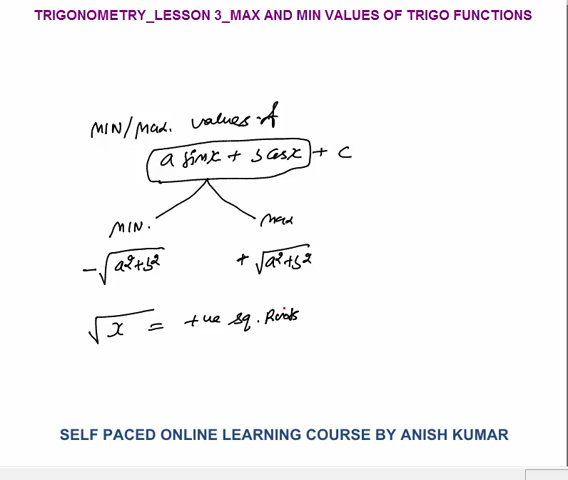 TRIGONOMETRY_LESSON 3_MAX AND MIN VALUES OF TRIGO FUNCTIONS
MIN/MAX. values of
a sinx + b cosx + c
MIN. Max
-√a²+b² +√a²+b²
√x = +ve sq. Roots
SELF PACED ONLINE LEARNING COURSE BY ANISH KUMAR